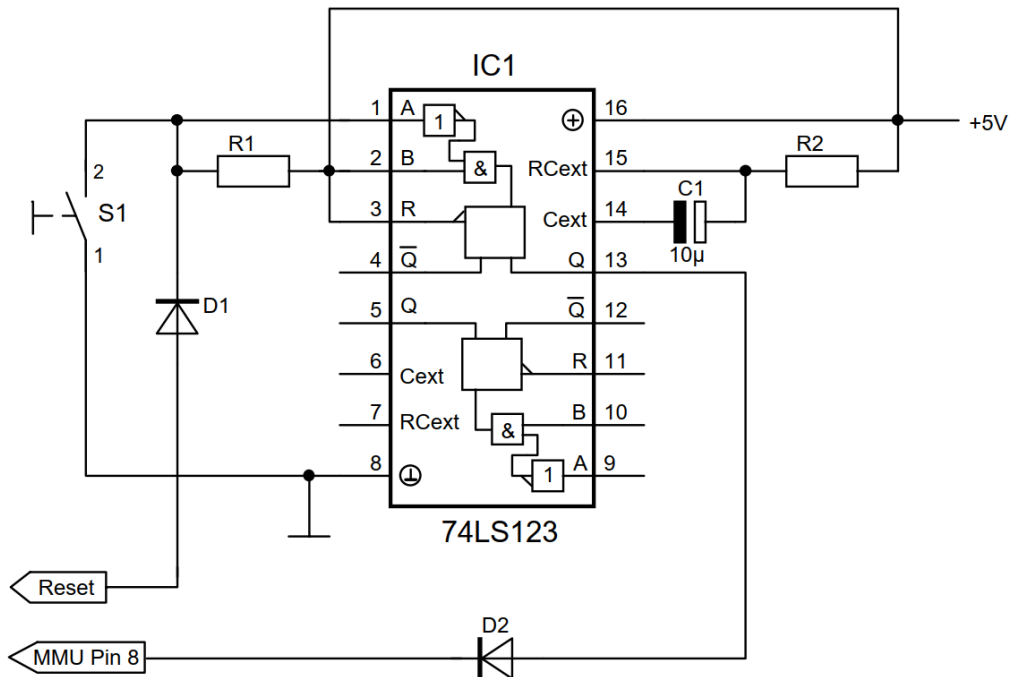 IC1
1 A 1 16
+5V
R1 R2
2 B & RCext 15
2 C1
S1 3 R Cext 14
1 10µ
4 Q̅ Q 13
D1
5 Q Q̅ 12
6 Cext R 11
7 RCext & B 10
8 1 A 9
74LS123
Reset
D2
MMU Pin 8